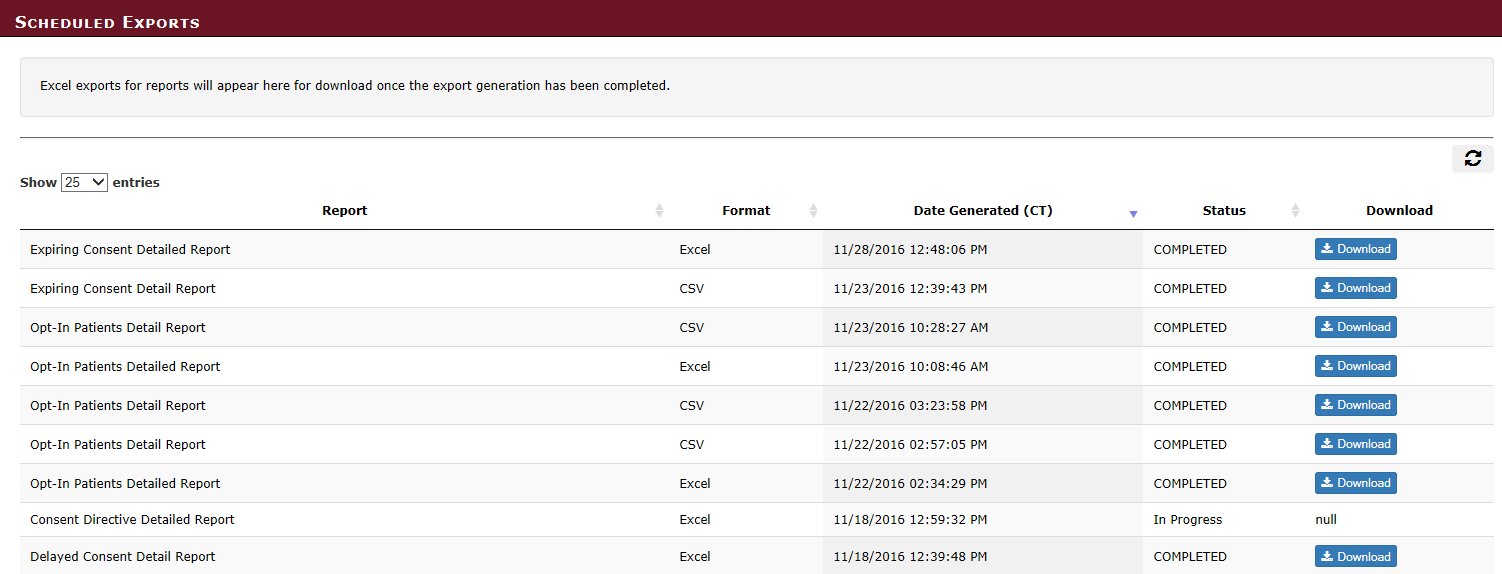 Scheduled Exports
Excel exports for reports will appear here for download once the export generation has been completed.
Show 25 entries
Report Format Date Generated (CT) Status Download
Expiring Consent Detailed Report Excel 11/28/2016 12:48:06 PM COMPLETED Download
Expiring Consent Detail Report CSV 11/23/2016 12:39:43 PM COMPLETED Download
Opt-In Patients Detail Report CSV 11/23/2016 10:28:27 AM COMPLETED Download
Opt-In Patients Detailed Report Excel 11/23/2016 10:08:46 AM COMPLETED Download
Opt-In Patients Detail Report CSV 11/22/2016 03:23:58 PM COMPLETED Download
Opt-In Patients Detail Report CSV 11/22/2016 02:57:05 PM COMPLETED Download
Opt-In Patients Detailed Report Excel 11/22/2016 02:34:29 PM COMPLETED Download
Consent Directive Detailed Report Excel 11/18/2016 12:59:32 PM In Progress null
Delayed Consent Detail Report Excel 11/18/2016 12:39:48 PM COMPLETED Download